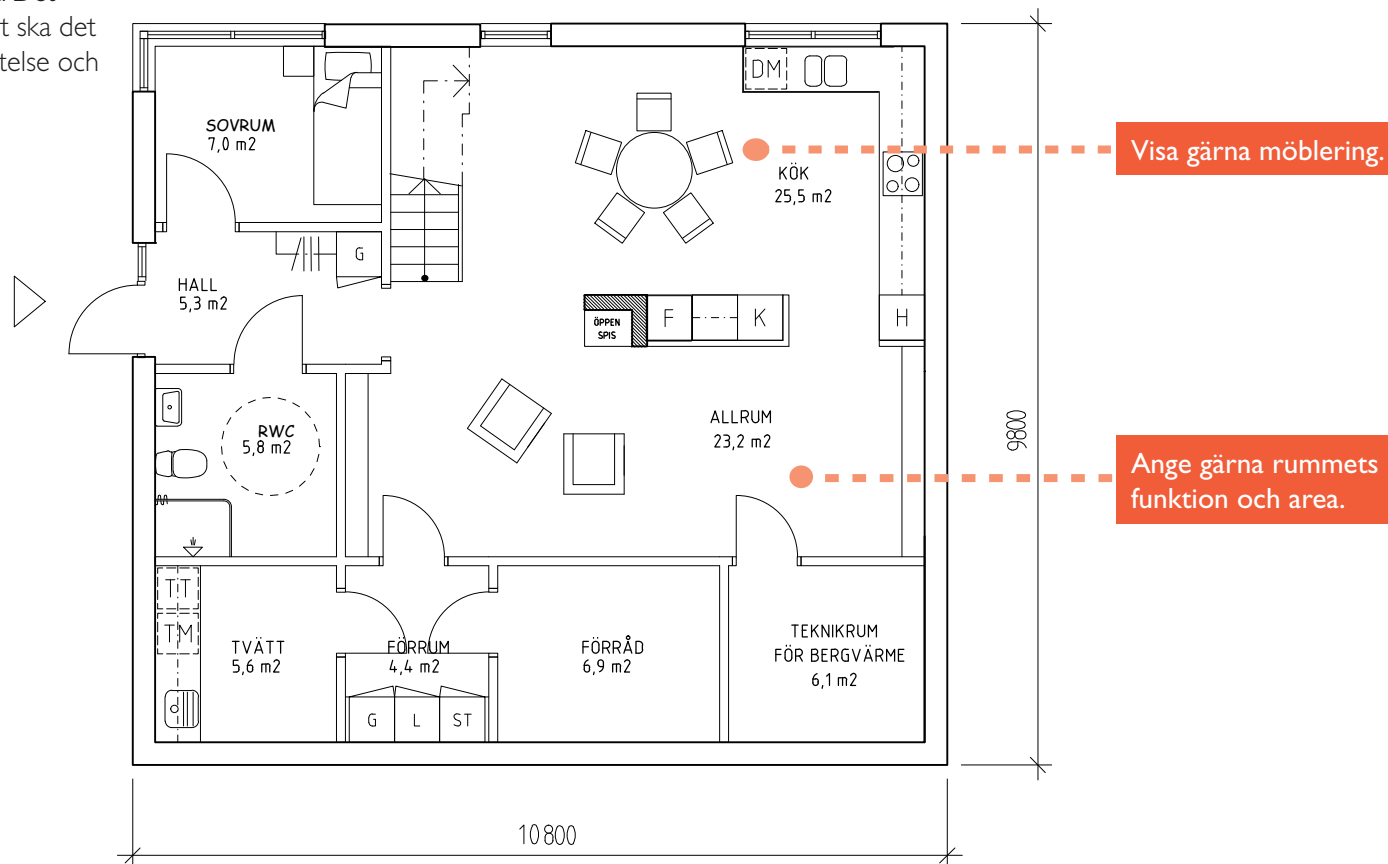 t ska det
telse och
SOVRUM
7,0 m2
DM
KÖK
25,5 m2
Visa gärna möblering.
G
HALL
5,3 m2
ÖPPEN
SPIS
F
K
H
ALLRUM
23,2 m2
9800
RWC
5,8 m2
Ange gärna rummets
funktion och area.
TT
TM
TVÄTT
5,6 m2
FÖRRUM
4,4 m2
FÖRRÅD
6,9 m2
TEKNIKRUM
FÖR BERGVÄRME
6,1 m2
G
L
ST
10800